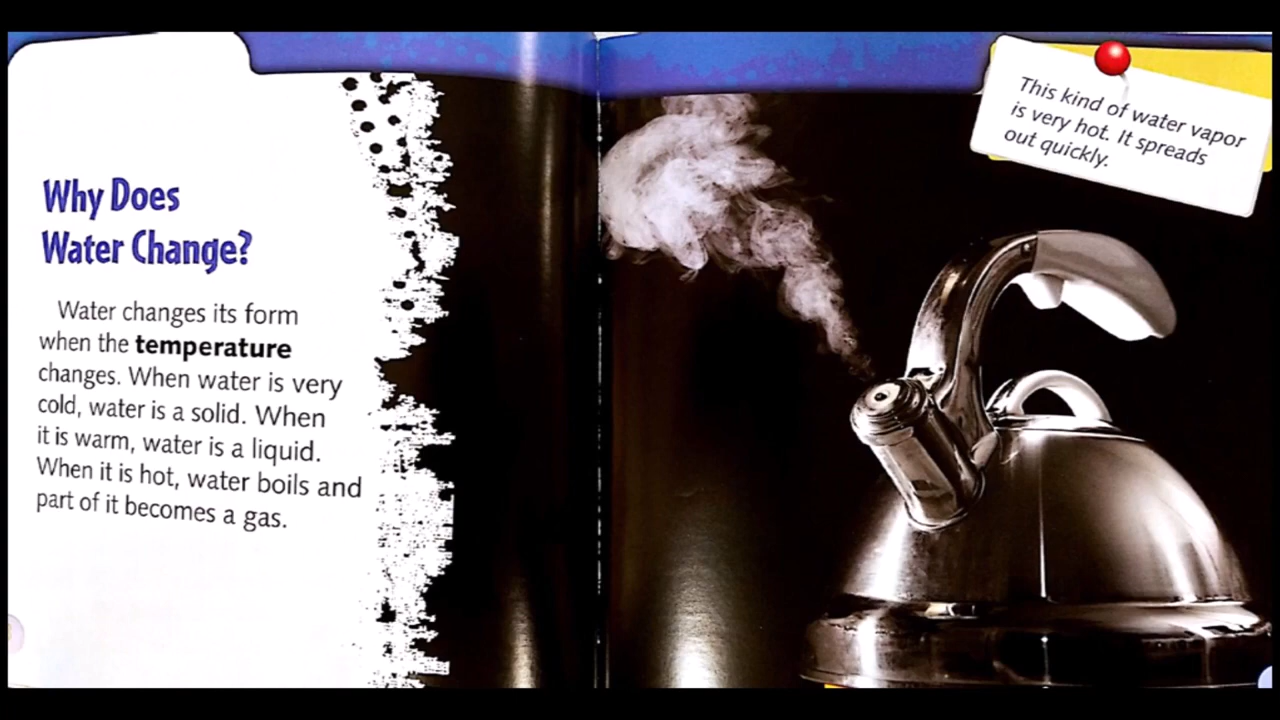 Why Does
Water Change?
Water changes its form
when the temperature
changes. When water is very
cold, water is a solid. When
it is warm, water is a liquid.
When it is hot, water boils and
part of it becomes a gas.
This kind of water vapor
is very hot. It spreads
out quickly.